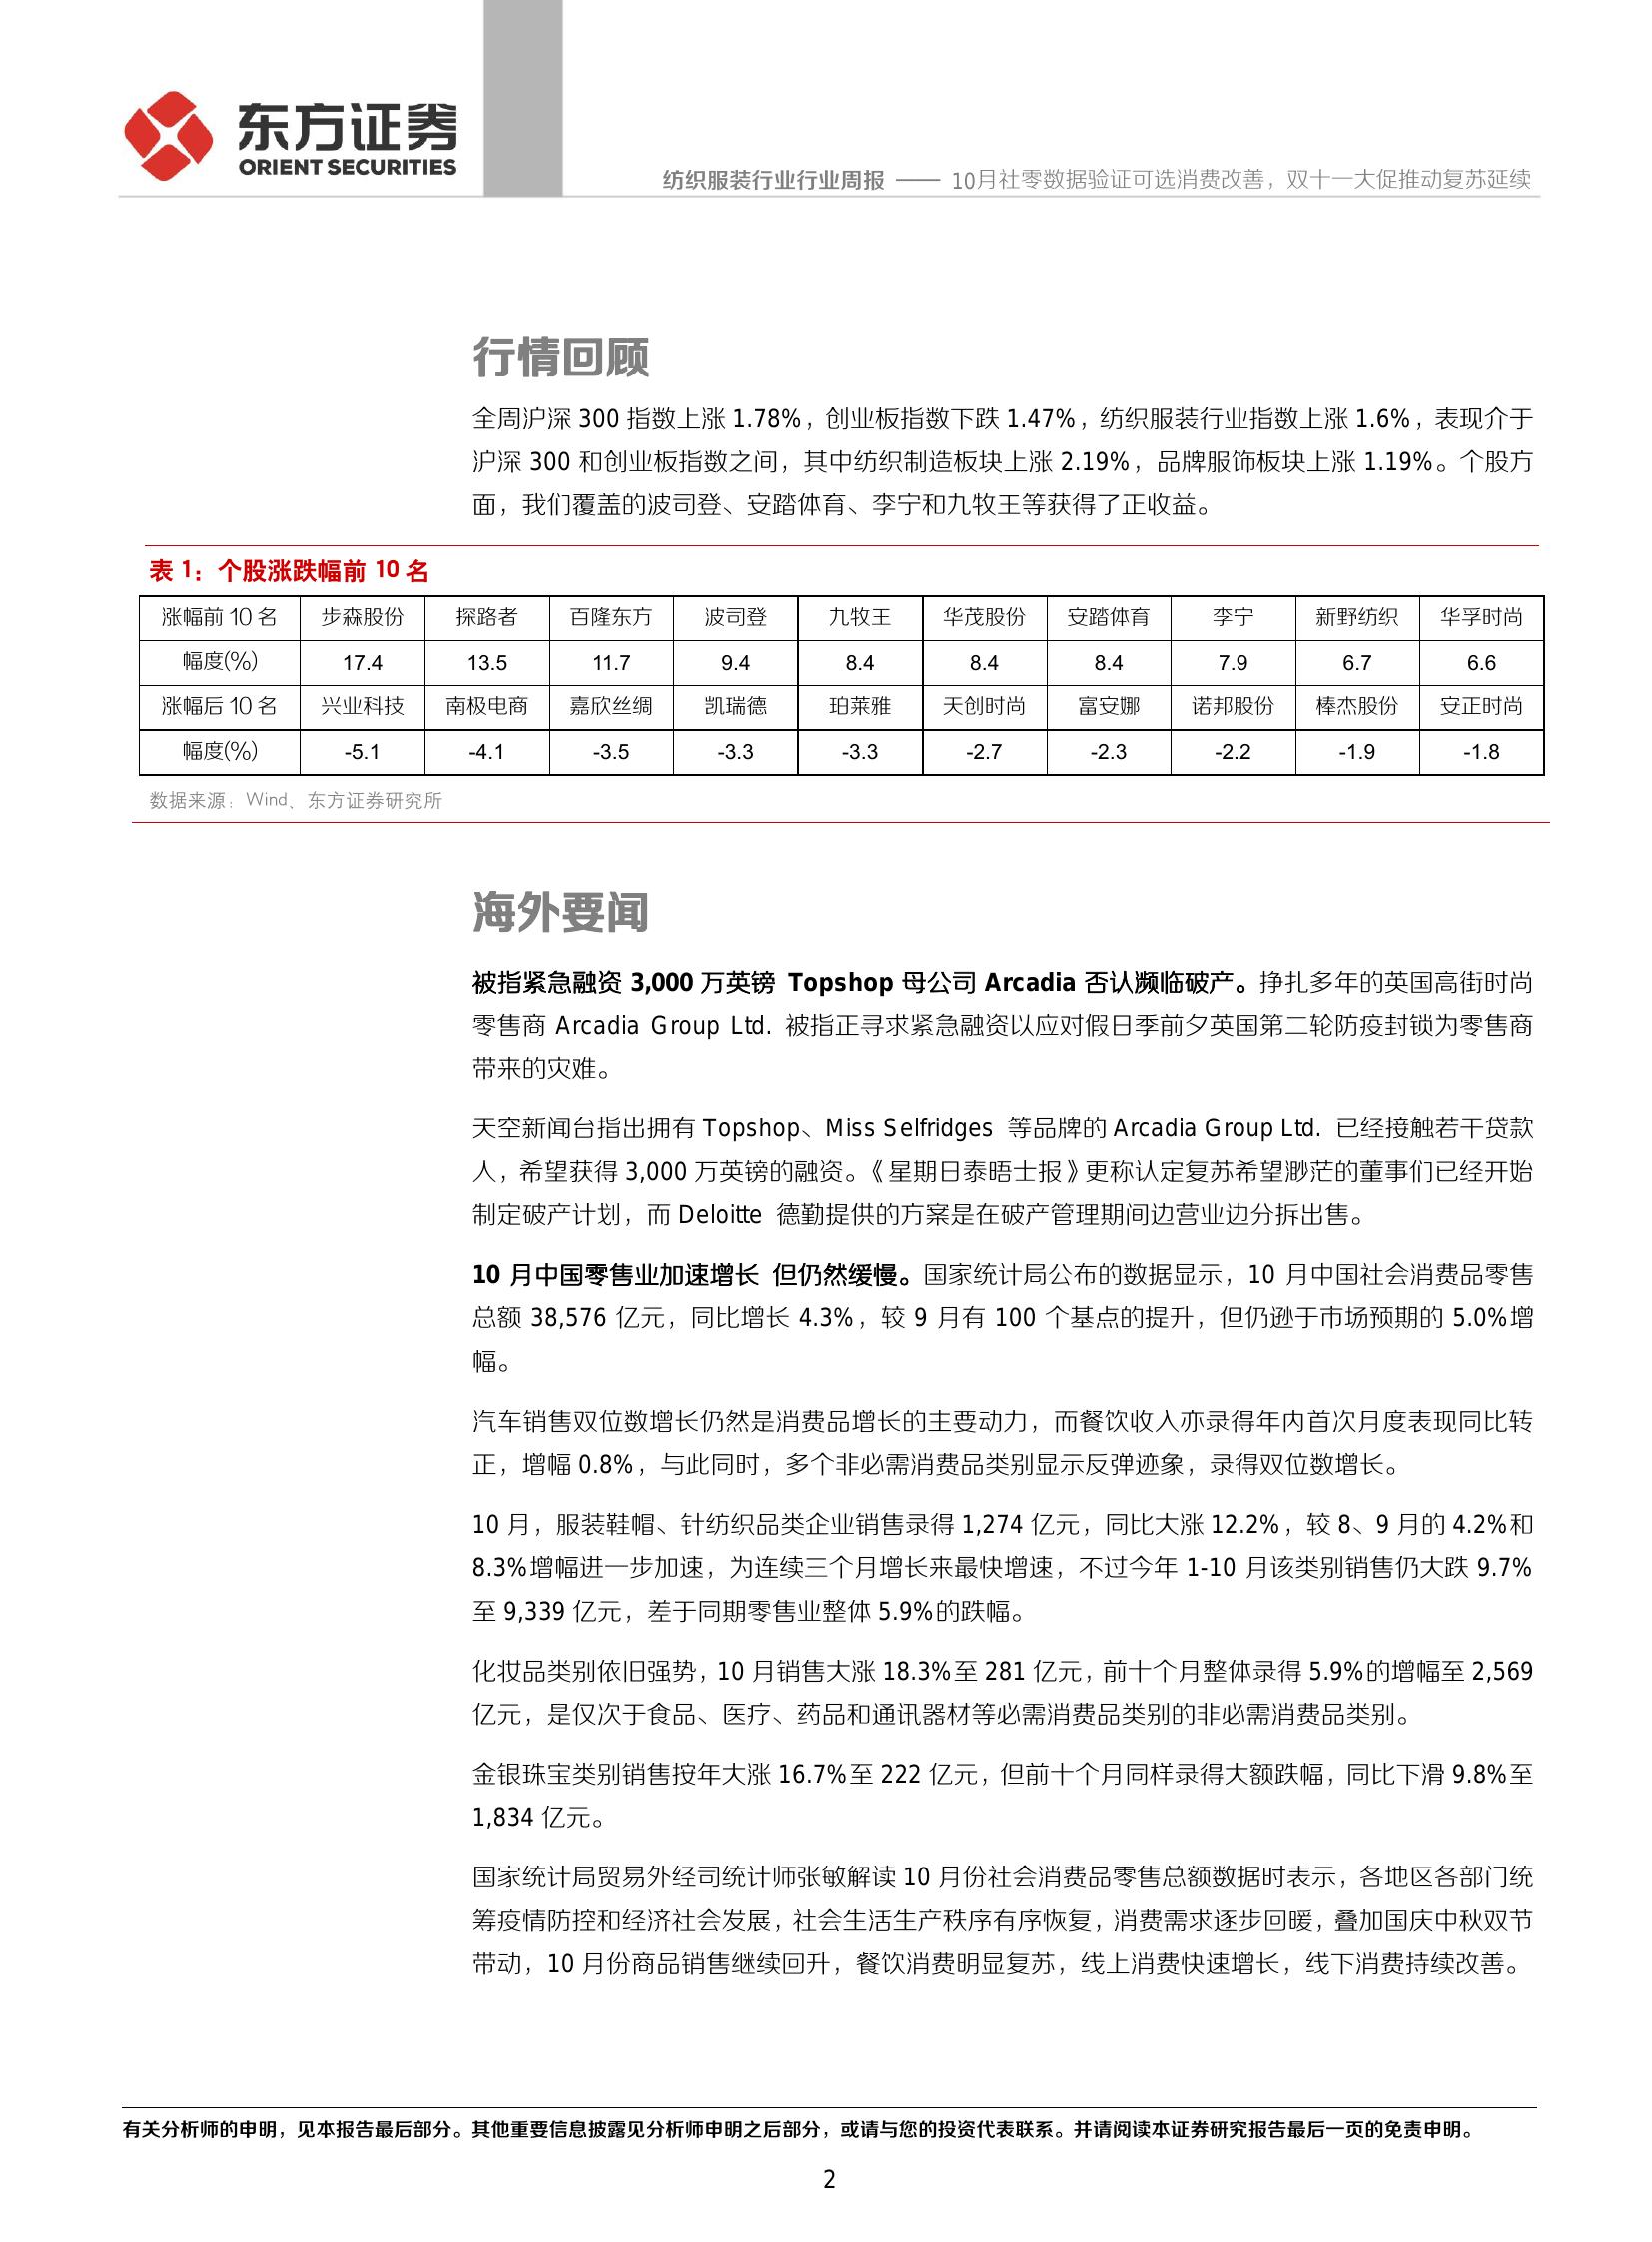 东方证券
ORIENT SECURITIES
纺织服装行业行业周报 —— 10月社零数据验证可选消费改善，双十一大促推动复苏延续
行情回顾
全周沪深 300 指数上涨 1.78%，创业板指数下跌 1.47%，纺织服装行业指数上涨 1.6%，表现介于
沪深 300 和创业板指数之间，其中纺织制造板块上涨 2.19%，品牌服饰板块上涨 1.19%。个股方
面，我们覆盖的波司登、安踏体育、李宁和九牧王等获得了正收益。
表 1：个股涨跌幅前 10 名
涨幅前 10 名 步森股份 探路者 百隆东方 波司登 九牧王 华茂股份 安踏体育 李宁 新野纺织 华孚时尚
幅度(%) 17.4 13.5 11.7 9.4 8.4 8.4 8.4 7.9 6.7 6.6
涨幅后 10 名 兴业科技 南极电商 嘉欣丝绸 凯瑞德 珀莱雅 天创时尚 富安娜 诺邦股份 棒杰股份 安正时尚
幅度(%) -5.1 -4.1 -3.5 -3.3 -3.3 -2.7 -2.3 -2.2 -1.9 -1.8
数据来源：Wind、东方证券研究所
海外要闻
被指紧急融资 3,000 万英镑 Topshop 母公司 Arcadia 否认濒临破产。挣扎多年的英国高街时尚
零售商 Arcadia Group Ltd. 被指正寻求紧急融资以应对假日季前夕英国第二轮防疫封锁为零售商
带来的灾难。
天空新闻台指出拥有 Topshop、Miss Selfridges 等品牌的 Arcadia Group Ltd. 已经接触若干贷款
人，希望获得 3,000 万英镑的融资。《星期日泰晤士报》更称认定复苏希望渺茫的董事们已经开始
制定破产计划，而 Deloitte 德勤提供的方案是在破产管理期间边营业边分拆出售。
10 月中国零售业加速增长 但仍然缓慢。国家统计局公布的数据显示，10 月中国社会消费品零售
总额 38,576 亿元，同比增长 4.3%，较 9 月有 100 个基点的提升，但仍逊于市场预期的 5.0%增
幅。
汽车销售双位数增长仍然是消费品增长的主要动力，而餐饮收入亦录得年内首次月度表现同比转
正，增幅 0.8%，与此同时，多个非必需消费品类别显示反弹迹象，录得双位数增长。
10 月，服装鞋帽、针纺织品类企业销售录得 1,274 亿元，同比大涨 12.2%，较 8、9 月的 4.2%和
8.3%增幅进一步加速，为连续三个月增长来最快增速，不过今年 1-10 月该类别销售仍大跌 9.7%
至 9,339 亿元，差于同期零售业整体 5.9%的跌幅。
化妆品类别依旧强势，10 月销售大涨 18.3%至 281 亿元，前十个月整体录得 5.9%的增幅至 2,569
亿元，是仅次于食品、医疗、药品和通讯器材等必需消费品类别的非必需消费品类别。
金银珠宝类别销售按年大涨 16.7%至 222 亿元，但前十个月同样录得大额跌幅，同比下滑 9.8%至
1,834 亿元。
国家统计局贸易外经司统计师张敏解读 10 月份社会消费品零售总额数据时表示，各地区各部门统
筹疫情防控和经济社会发展，社会生活生产秩序有序恢复，消费需求逐步回暖，叠加国庆中秋双节
带动，10 月份商品销售继续回升，餐饮消费明显复苏，线上消费快速增长，线下消费持续改善。
有关分析师的申明，见本报告最后部分。其他重要信息披露见分析师申明之后部分，或请与您的投资代表联系。并请阅读本证券研究报告最后一页的免责申明。
2